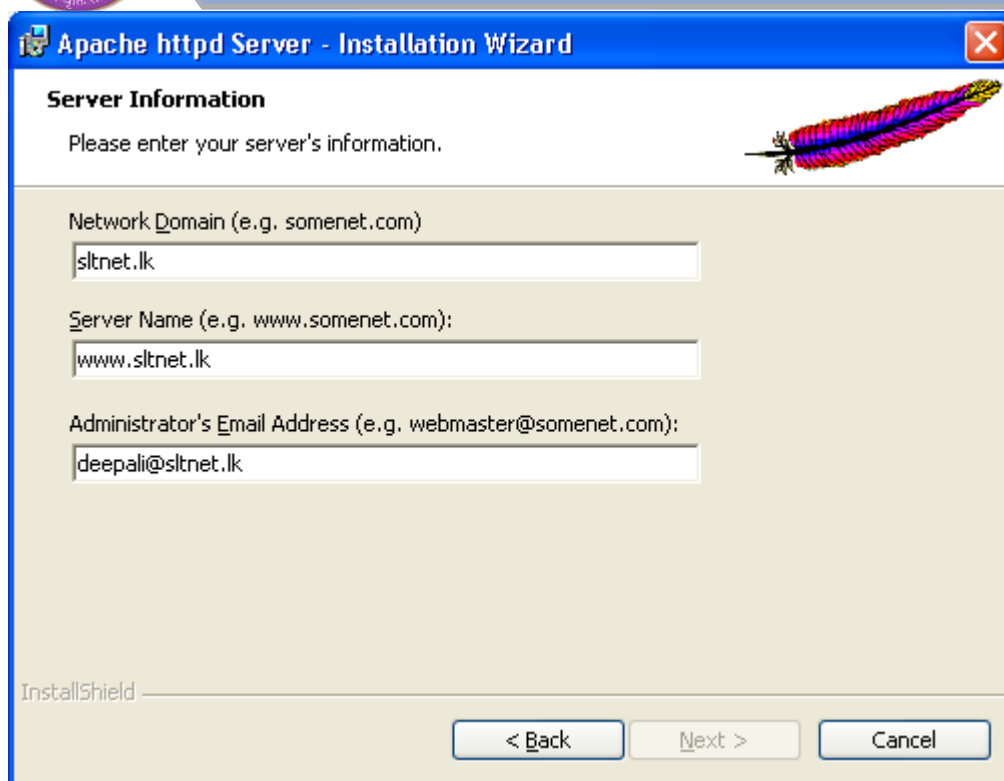 Apache httpd Server - Installation Wizard
Server Information
Please enter your server's information.
Network Domain (e.g. somenet.com)
sltnet.lk
Server Name (e.g. www.somenet.com):
www.sltnet.lk
Administrator's Email Address (e.g. webmaster@somenet.com):
deepali@sltnet.lk
InstallShield
< Back
Next >
Cancel